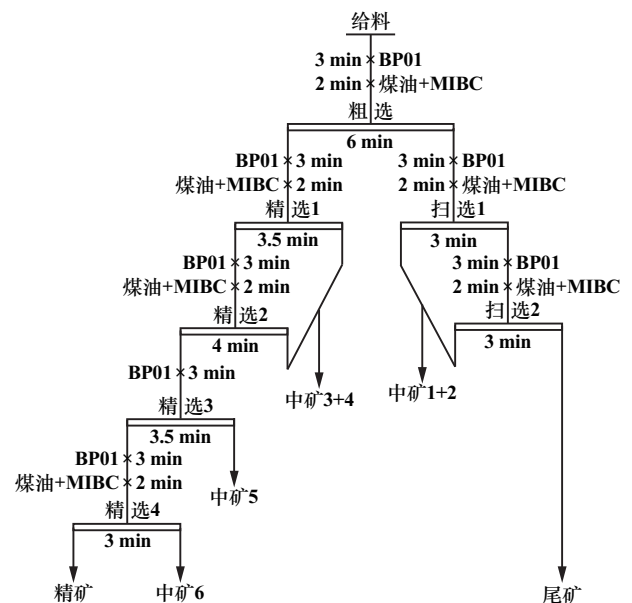 给料
3 min × BP01
2 min × 煤油+MIBC
粗选
6 min
BP01 × 3 min
3 min × BP01
煤油+MIBC × 2 min
2 min × 煤油+MIBC
精选1
扫选1
3.5 min
3 min
BP01 × 3 min
3 min × BP01
煤油+MIBC × 2 min
2 min × 煤油+MIBC
精选2
扫选2
4 min
3 min
BP01 × 3 min
中矿3+4
中矿1+2
精选3
3.5 min
BP01 × 3 min
煤油+MIBC × 2 min
中矿5
精选4
3 min
精矿
中矿6
尾矿